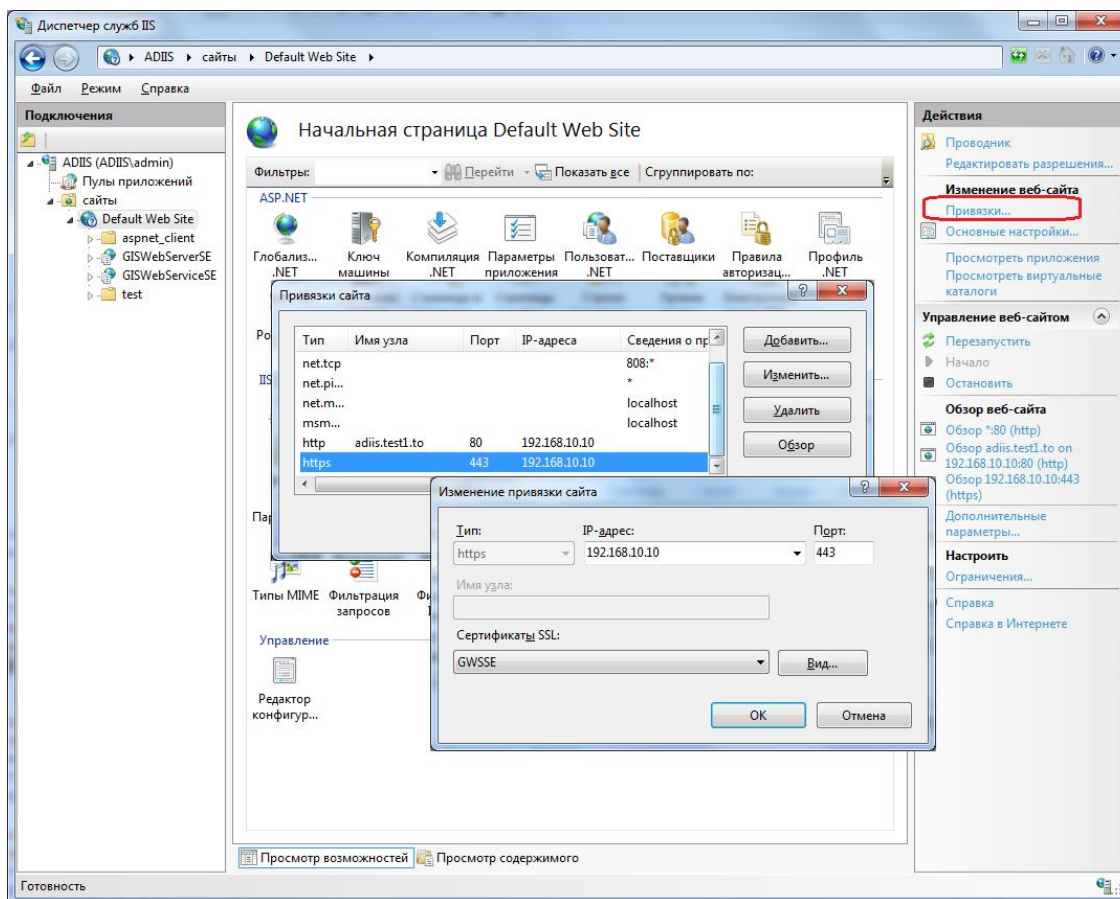 Диспетчер служб IIS
ADIIS ▸ сайты ▸ Default Web Site ▸
Файл Режим Справка
Подключения
ADIIS (ADIIS\admin)
Пулы приложений
сайты
Default Web Site
aspnet_client
GISWebServerSE
GISWebServiceSE
test
Начальная страница Default Web Site
Фильтры: Перейти Показать все Сгруппировать по:
ASP.NET
Глобализ... .NET
Ключ машины
Компиляция .NET
Параметры приложения
Пользоват... .NET
Поставщики
Правила авторизац...
Профиль .NET
Привязки сайта
Тип Имя узла Порт IP-адреса Сведения о пр
net.tcp 808:*
net.pi... *
net.m... localhost
msm... localhost
http adiis.test1.to 80 192.168.10.10
https 443 192.168.10.10
Добавить...
Изменить...
Удалить
Обзор
Изменение привязки сайта
Тип: IP-адрес: Порт:
https 192.168.10.10 443
Имя узла:
Сертификаты SSL:
GWSSE Вид...
OK Отмена
IIS
Типы MIME
Фильтрация запросов
Управление
Редактор конфигур...
Просмотр возможностей Просмотр содержимого
Действия
Проводник
Редактировать разрешения...
Изменение веб-сайта
Привязки...
Основные настройки...
Просмотреть приложения
Просмотреть виртуальные
каталоги
Управление веб-сайтом
Перезапустить
Начало
Остановить
Обзор веб-сайта
Обзор *:80 (http)
Обзор adiis.test1.to on
192.168.10.10:80 (http)
Обзор 192.168.10.10:443
(https)
Дополнительные
параметры...
Настроить
Ограничения...
Справка
Справка в Интернете
Готовность